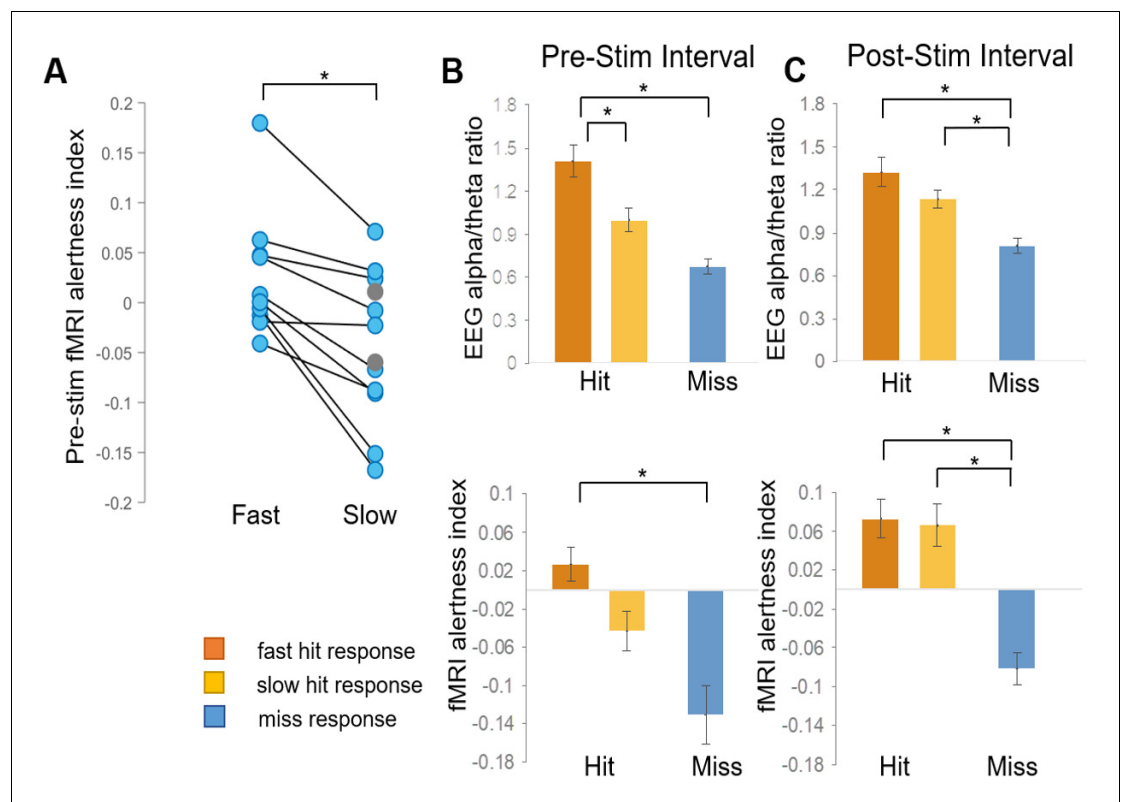 A
*
Pre-stim fMRI alertness index
0.2
0.15
0.1
0.05
0
-0.05
-0.1
-0.15
-0.2
Fast Slow
fast hit response
slow hit response
miss response
B
Pre-Stim Interval
EEG alpha/theta ratio
1.8
1.5
1.2
0.9
0.6
0.3
0
*
*
Hit Miss
fMRI alertness index
0.1
0.06
0.02
-0.02
-0.06
-0.1
-0.14
-0.18
*
Hit Miss
C
Post-Stim Interval
EEG alpha/theta ratio
1.8
1.5
1.2
0.9
0.6
0.3
0
*
*
Hit Miss
fMRI alertness index
0.1
0.06
0.02
-0.02
-0.06
-0.1
-0.14
-0.18
*
*
Hit Miss